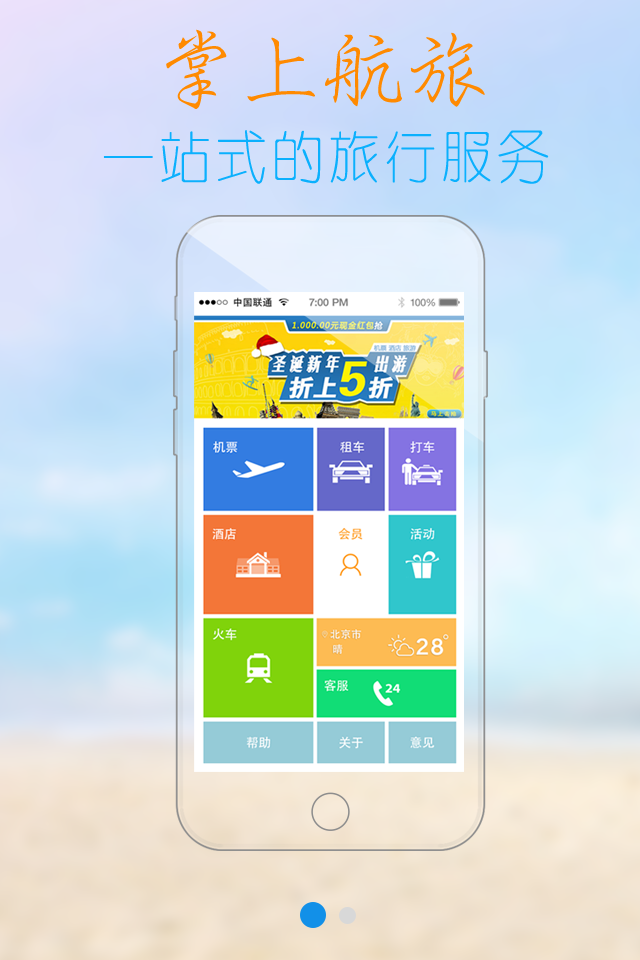 掌上航旅
一站式的旅行服务
中国联通 7:00 PM 100%
1.000.00元现金红包抢
机票 酒店 旅游
圣诞新年 出游
折上5折
马上去抢
机票 租车 打车
酒店 会员 活动
火车 北京市
晴 28°
客服 24
帮助 关于 意见